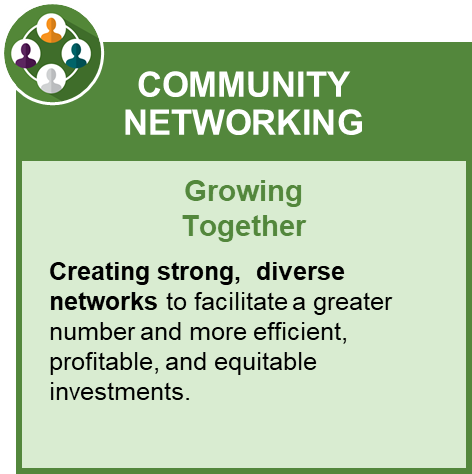 COMMUNITY
NETWORKING
Growing
Together
Creating strong,  diverse
networks to facilitate a greater
number and more efficient,
profitable, and equitable
investments.